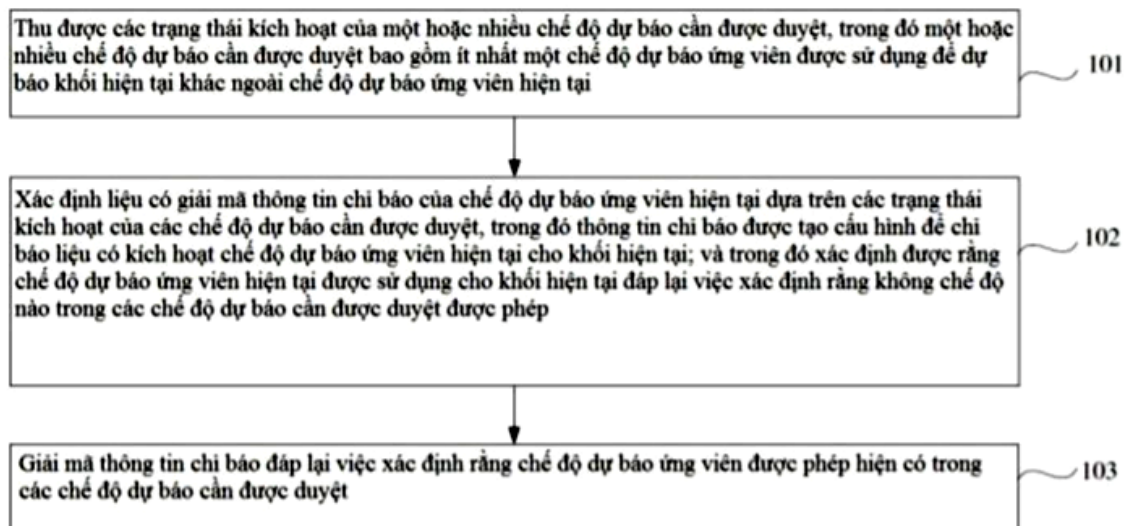 Thu được các trạng thái kích hoạt của một hoặc nhiều chế độ dự báo cần được duyệt, trong đó một hoặc
nhiều chế độ dự báo cần được duyệt bao gồm ít nhất một chế độ dự báo ứng viên được sử dụng để dự
báo khối hiện tại khác ngoài chế độ dự báo ứng viên hiện tại
101
Xác định liệu có giải mã thông tin chỉ báo của chế độ dự báo ứng viên hiện tại dựa trên các trạng thái
kích hoạt của các chế độ dự báo cần được duyệt, trong đó thông tin chỉ báo được tạo cấu hình để chỉ
báo liệu có kích hoạt chế độ dự báo ứng viên hiện tại cho khối hiện tại; và trong đó xác định được rằng
chế độ dự báo ứng viên hiện tại được sử dụng cho khối hiện tại đáp lại việc xác định rằng không chế độ
nào trong các chế độ dự báo cần được duyệt được phép
102
Giải mã thông tin chỉ báo đáp lại việc xác định rằng chế độ dự báo ứng viên được phép hiện có trong
các chế độ dự báo cần được duyệt
103